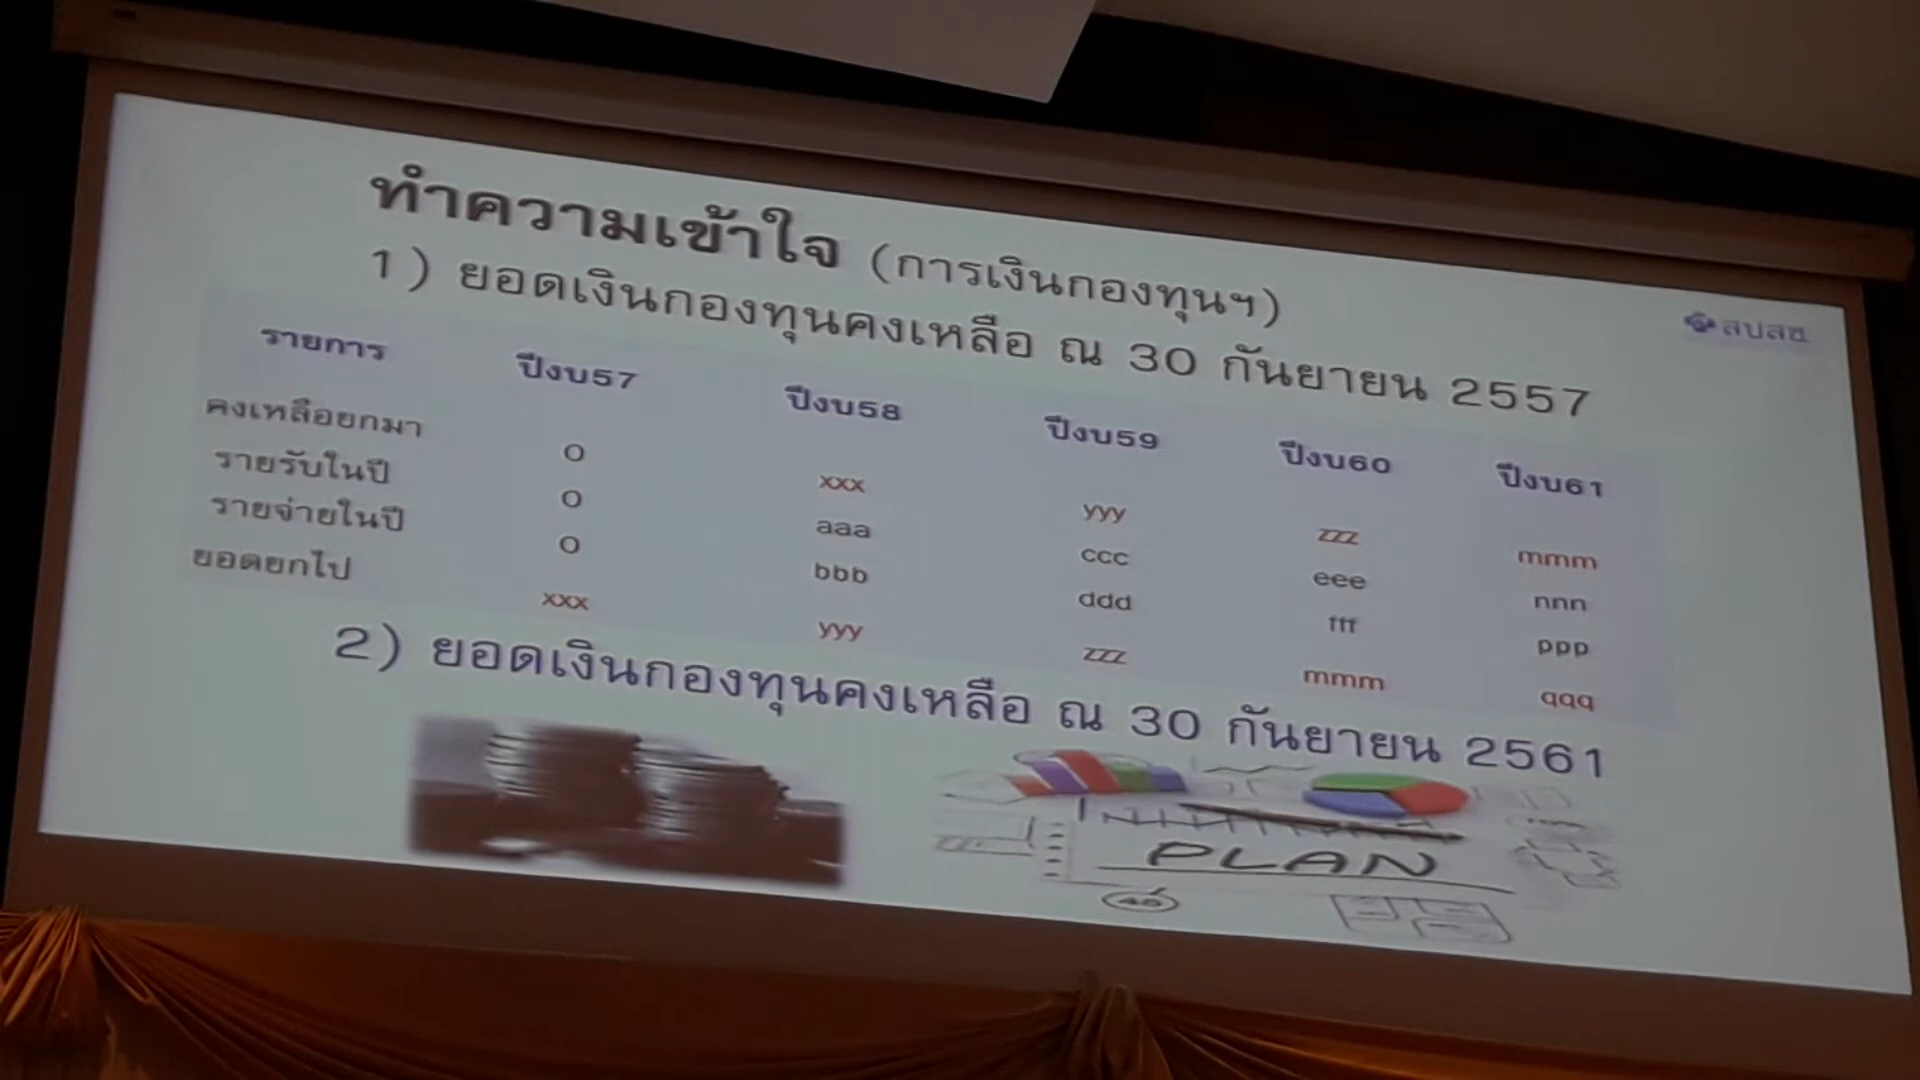 ทำความเข้าใจ (การเงินกองทุนฯ)
1) ยอดเงินกองทุนคงเหลือ ณ 30 กันยายน 2557
สปสช.
รายการ ปีงบ57 ปีงบ58 ปีงบ59 ปีงบ60 ปีงบ61
คงเหลือยกมา 0 xxx yyy zzz mmm
รายรับในปี 0 aaa ccc eee nnn
รายจ่ายในปี 0 bbb ddd fff ppp
ยอดยกไป xxx yyy zzz mmm qqq
2) ยอดเงินกองทุนคงเหลือ ณ 30 กันยายน 2561
PLAN